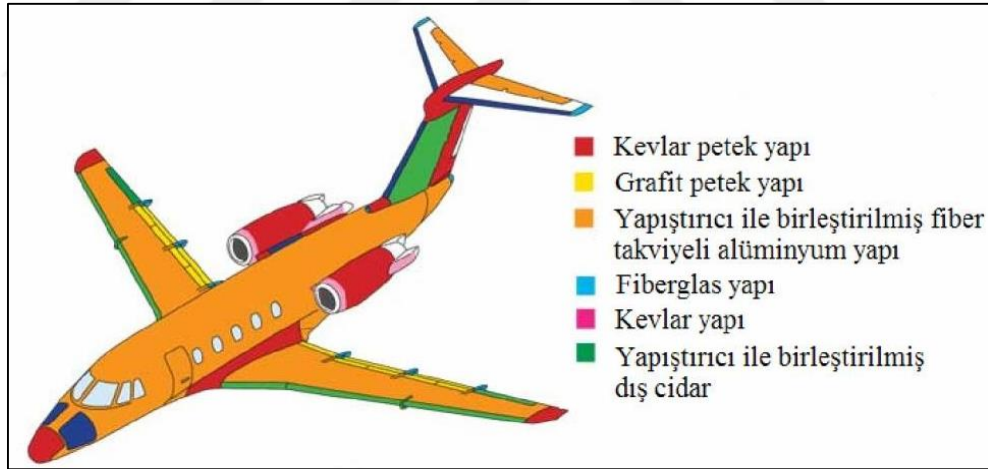 Kevlar petek yapı
Grafit petek yapı
Yapıştırıcı ile birleştirilmiş fiber
takviyeli alüminyum yapı
Fiberglas yapı
Kevlar yapı
Yapıştırıcı ile birleştirilmiş
dış cidar